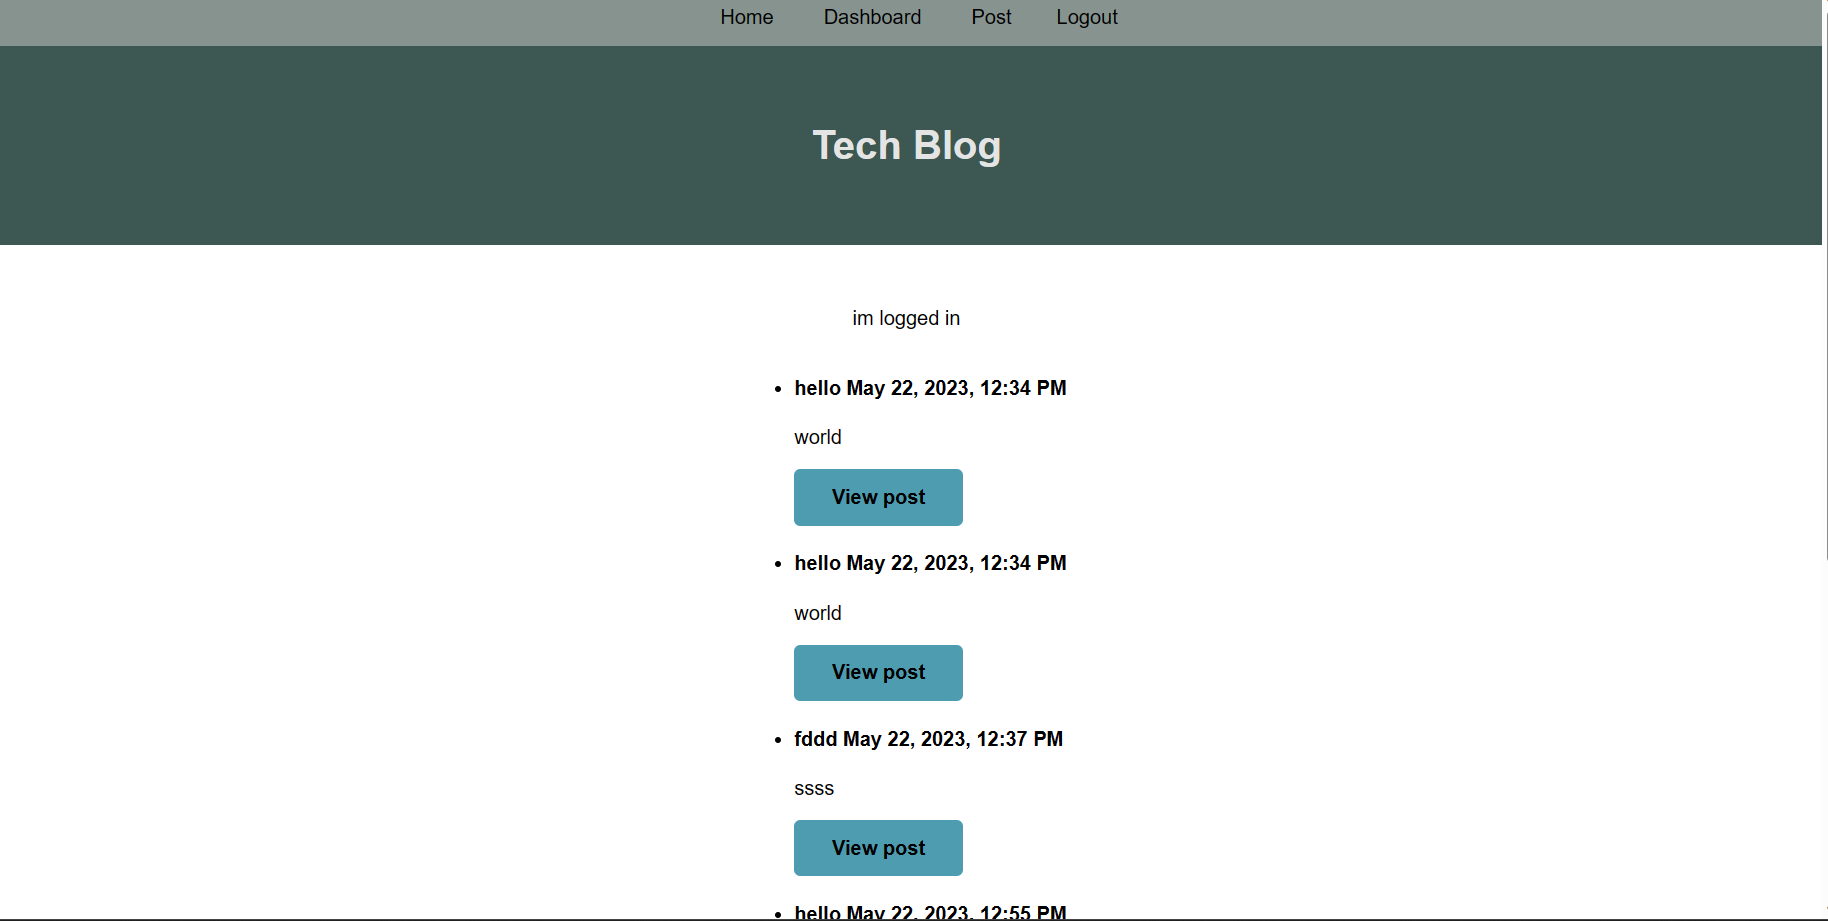 Home Dashboard Post Logout
Tech Blog
im logged in
hello May 22, 2023, 12:34 PM
world
View post
hello May 22, 2023, 12:34 PM
world
View post
fddd May 22, 2023, 12:37 PM
ssss
View post
hello May 22, 2023, 12:55 PM